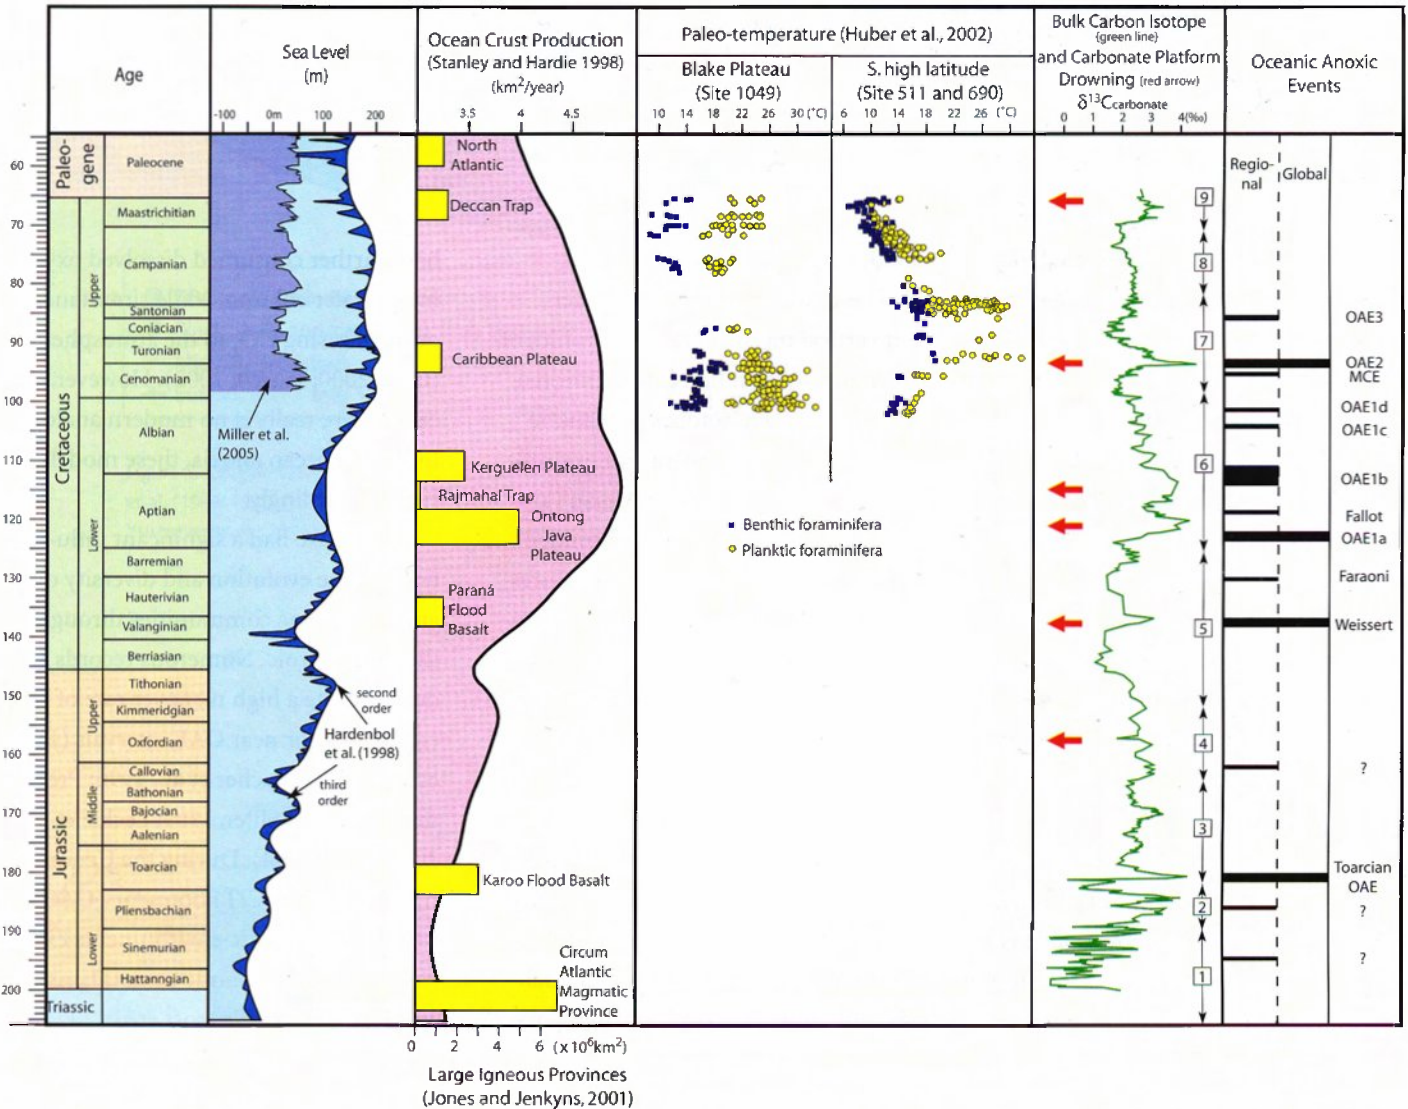 Age
Sea Level
(m)
-100 0m 100 200
Ocean Crust Production
(Stanley and Hardie 1998)
(km²/year)
3.5 4 4.5
Paleo-temperature (Huber et al., 2002)
Blake Plateau
(Site 1049)
10 14 18 22 26 30 (°C)
S. high latitude
(Site 511 and 690)
6 10 14 18 22 26 (°C)
Bulk Carbon Isotope
(green line)
and Carbonate Platform
Drowning (red arrow)
δ¹³Ccarbonate
0 1 2 3 4(‰)
Oceanic Anoxic
Events
Regio-
nal
Global
60
70
80
90
100
110
120
130
140
150
160
170
180
190
200
Paleo-
gene
Cretaceous
Jurassic
Triassic
Upper
Lower
Upper
Middle
Lower
Paleocene
Maastrichitian
Campanian
Santonian
Coniacian
Turonian
Cenomanian
Albian
Aptian
Barremian
Hauterivian
Valanginian
Berriasian
Tithonian
Kimmeridgian
Oxfordian
Callovian
Bathonian
Bajocian
Aalenian
Toarcian
Pliensbachian
Sinemurian
Hattanngian
Miller et al.
(2005)
second
order
Hardenbol
et al. (1998)
third
order
North
Atlantic
Deccan Trap
Caribbean Plateau
Kerguelen Plateau
Rajmahal Trap
Ontong
Java
Plateau
Paraná
Flood
Basalt
Karoo Flood Basalt
Circum
Atlantic
Magmatic
Province
0 2 4 6 (x10⁶km²)
Large Igneous Provinces
(Jones and Jenkyns, 2001)
Benthic foraminifera
Planktic foraminifera
9
8
7
6
5
4
3
2
1
OAE3
OAE2
MCE
OAE1d
OAE1c
OAE1b
Fallot
OAE1a
Faraoni
Weissert
?
Toarcian
OAE
?
?